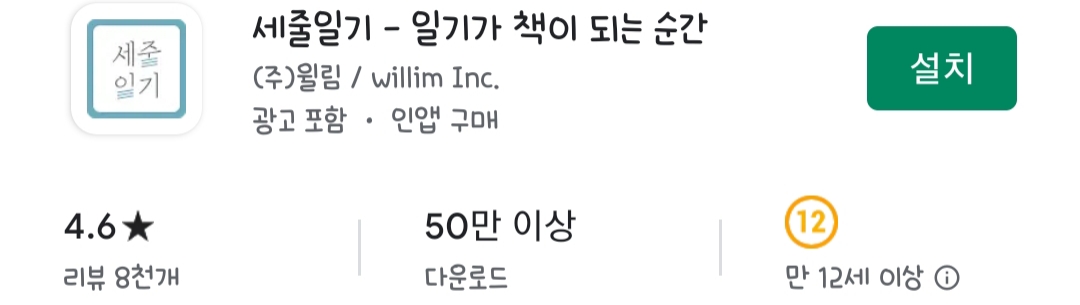 세줄
일기
세줄일기 - 일기가 책이 되는 순간
(주)윌림 / willim Inc.
광고 포함 • 인앱 구매
설치
4.6★
리뷰 8천개
50만 이상
다운로드
12
만 12세 이상 ⓘ